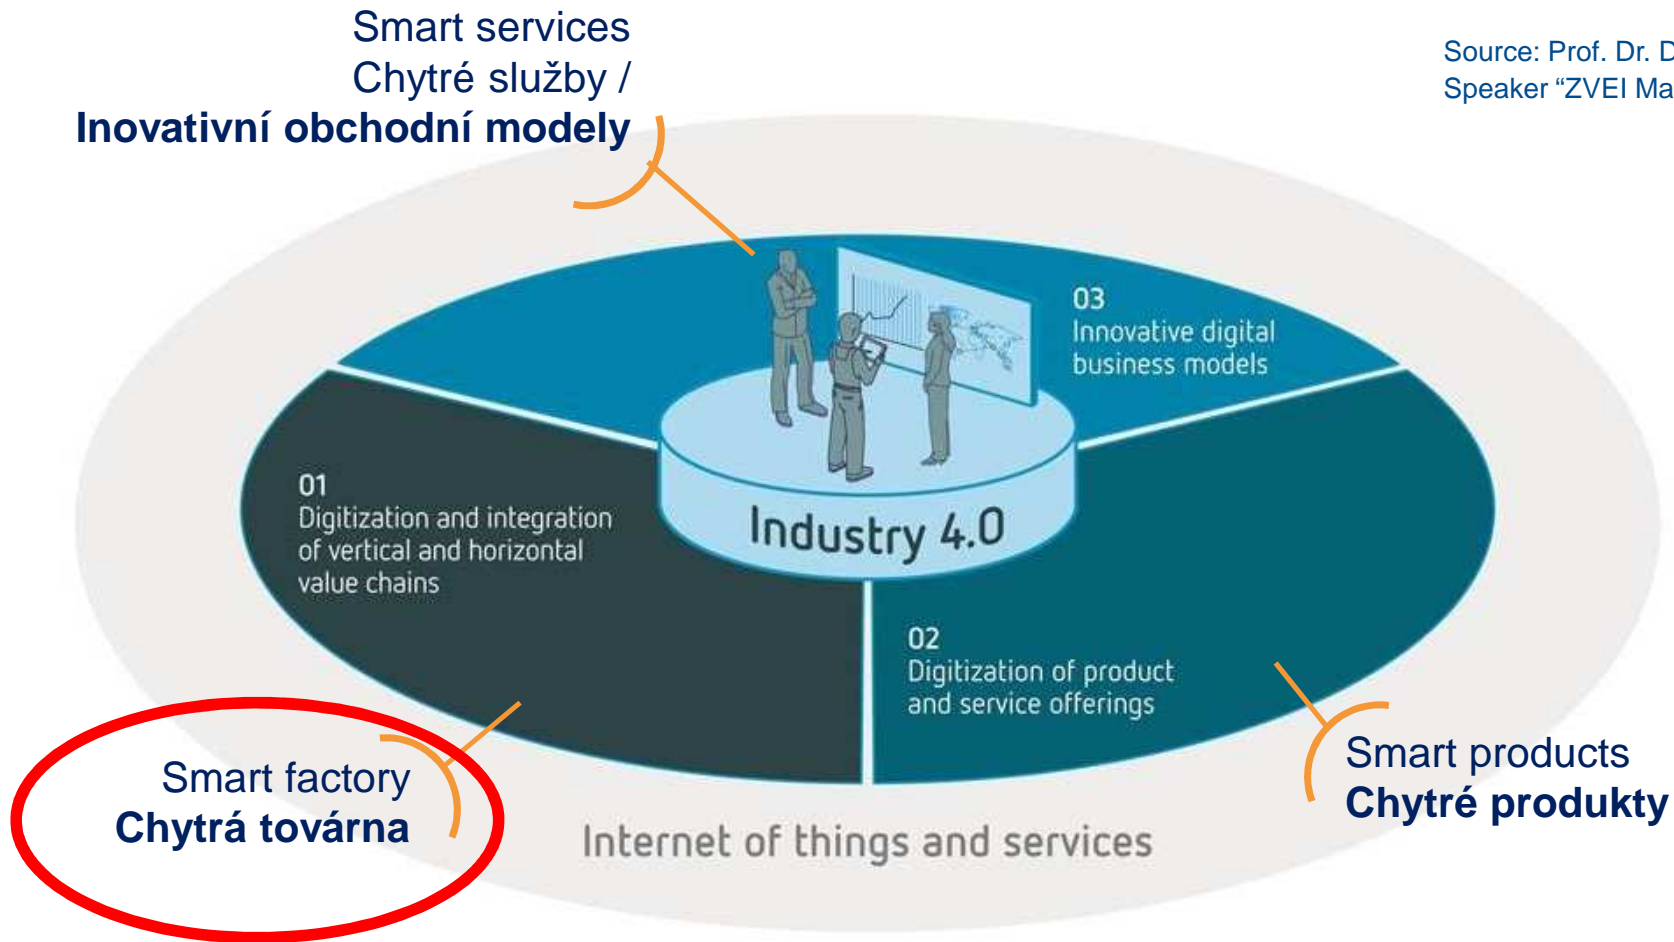 Smart services
Chytré služby /
Inovativní obchodní modely
Source: Prof. Dr. D
Speaker “ZVEI Ma
03
Innovative digital
business models
01
Digitization and integration
of vertical and horizontal
value chains
Industry 4.0
02
Digitization of product
and service offerings
Smart factory
Chytrá továrna
Smart products
Chytré produkty
Internet of things and services